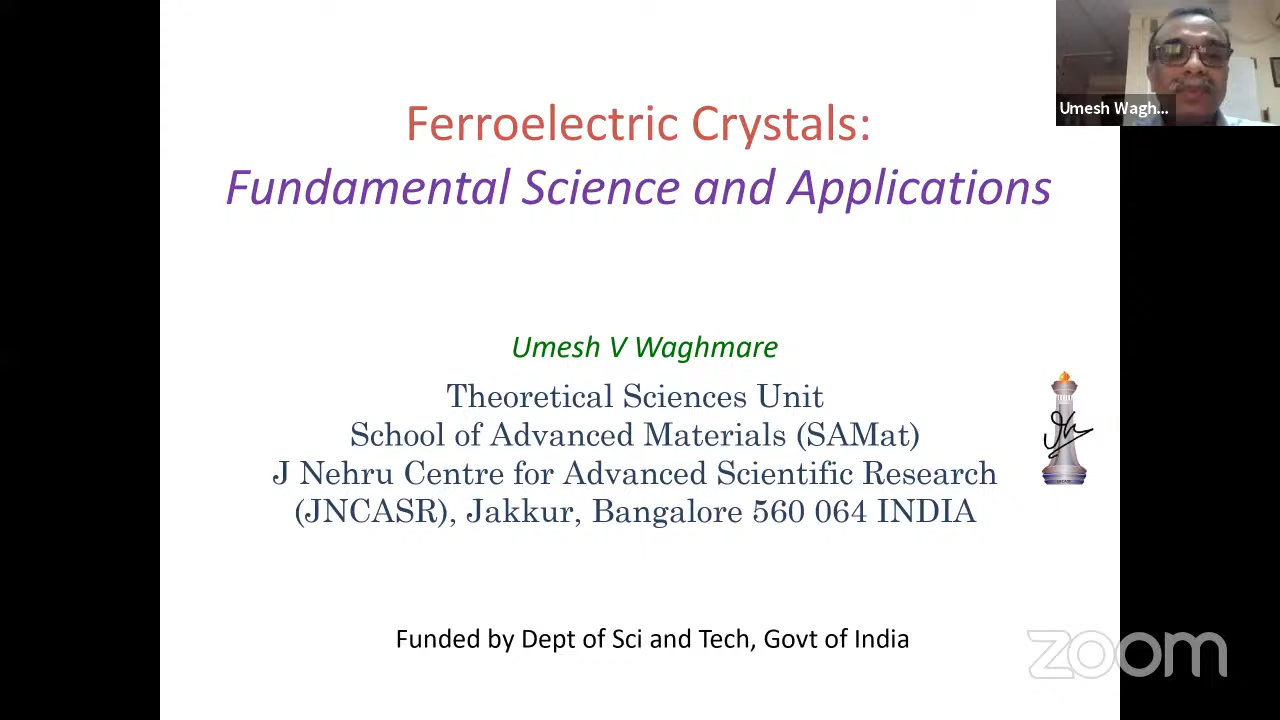 Ferroelectric Crystals:
Fundamental Science and Applications
Umesh Wagh...
Umesh V Waghmare
Theoretical Sciences Unit
School of Advanced Materials (SAMat)
J Nehru Centre for Advanced Scientific Research
(JNCASR), Jakkur, Bangalore 560 064 INDIA
Funded by Dept of Sci and Tech, Govt of India
zoom